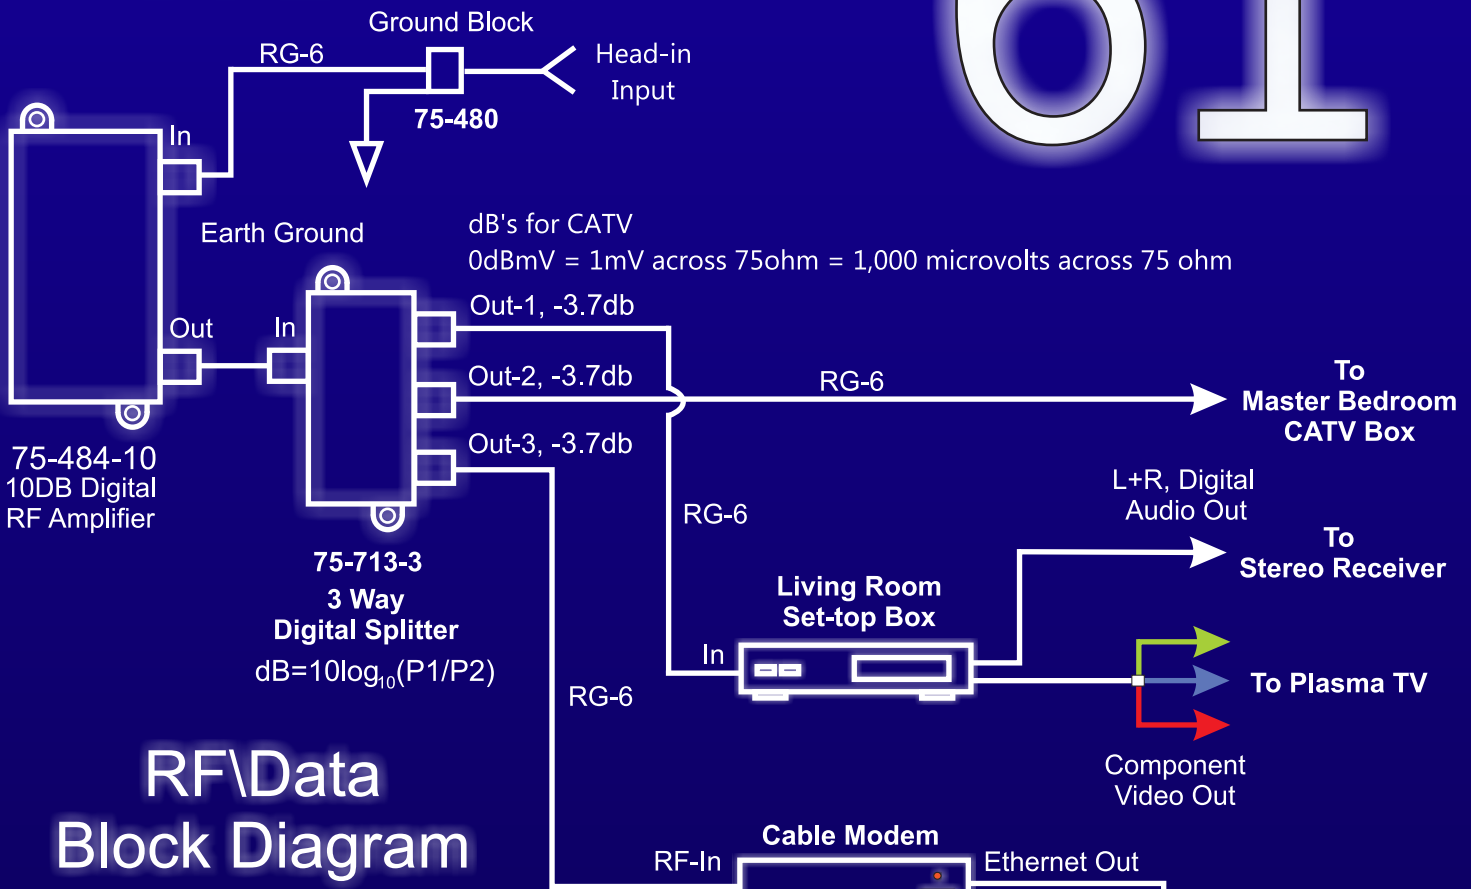 61
Ground Block
RG-6
Head-in
Input
75-480
In
Earth Ground
dB's for CATV
0dBmV = 1mV across 75ohm = 1,000 microvolts across 75 ohm
Out-1, -3.7db
Out
In
Out-2, -3.7db
RG-6
To
Master Bedroom
CATV Box
Out-3, -3.7db
75-484-10
10DB Digital
RF Amplifier
L+R, Digital
Audio Out
RG-6
To
Stereo Receiver
75-713-3
3 Way
Digital Splitter
dB=10log10(P1/P2)
Living Room
Set-top Box
In
To Plasma TV
RG-6
Component
Video Out
RF\Data
Block Diagram
Cable Modem
RF-In
Ethernet Out